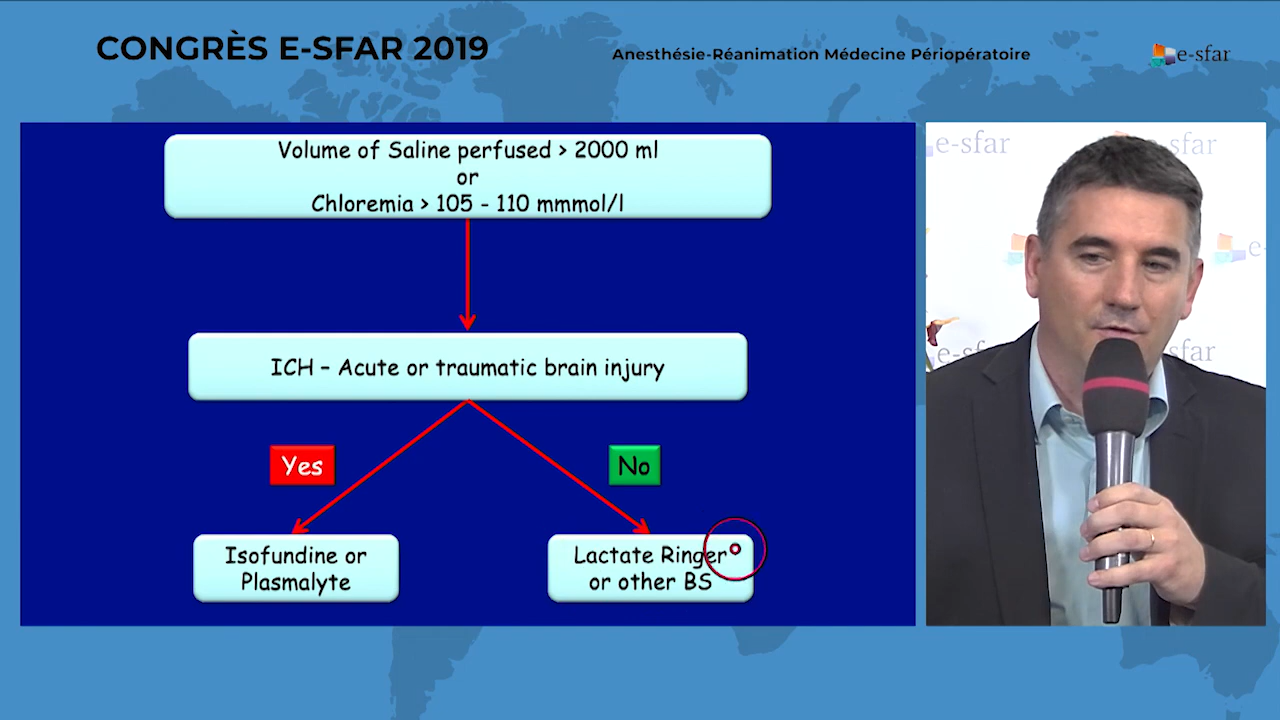 CONGRÈS E-SFAR 2019
Anesthésie-Réanimation Médecine Périopératoire
e-sfar
Volume of Saline perfused > 2000 ml
or
Chloremia > 105 - 110 mmmol/l
ICH – Acute or traumatic brain injury
Yes
No
Isofundine or
Plasmalyte
Lactate Ringer
or other BS
e-sfar
sfar
e-
e-sf
sfar